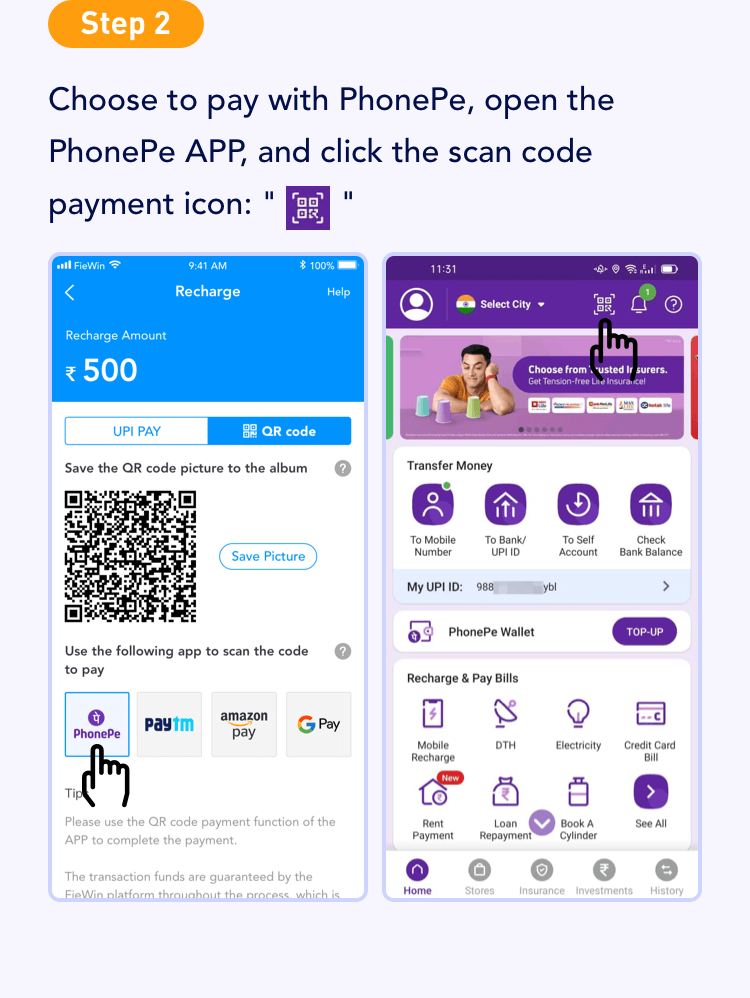 Step 2
Choose to pay with PhonePe, open the
PhonePe APP, and click the scan code
payment icon: " "
FieWin
9:41 AM
100%
Recharge
Help
Recharge Amount
₹ 500
UPI PAY
QR code
Save the QR code picture to the album
?
Save Picture
Use the following app to scan the code
to pay
?
PhonePe
paytm
amazon
pay
G Pay
Tips
Please use the QR code payment function of the
APP to complete the payment.
The transaction funds are guaranteed by the
FieWin platform throughout the process, which is
11:31
Select City
1
?
Choose from Trusted Insurers.
Get Tension-free Life Insurance!
Transfer Money
To Mobile
Number
To Bank/
UPI ID
To Self
Account
Check
Bank Balance
My UPI ID: 988 ybl
PhonePe Wallet
TOP-UP
Recharge & Pay Bills
Mobile
Recharge
DTH
Electricity
Credit Card
Bill
New
Rent
Payment
Loan
Repayment
Book A
Cylinder
See All
Home
Stores
Insurance
Investments
History